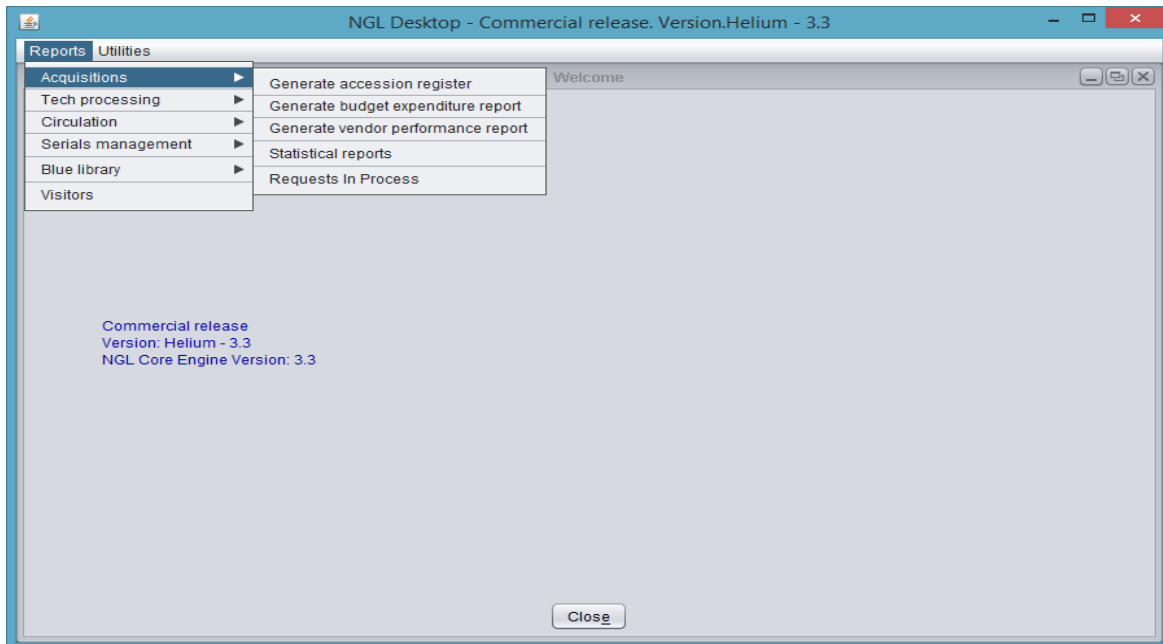 NGL Desktop - Commercial release. Version.Helium - 3.3
Reports Utilities
Acquisitions
Tech processing
Circulation
Serials management
Blue library
Visitors
Generate accession register
Generate budget expenditure report
Generate vendor performance report
Statistical reports
Requests In Process
Welcome
Commercial release
Version: Helium - 3.3
NGL Core Engine Version: 3.3
Close